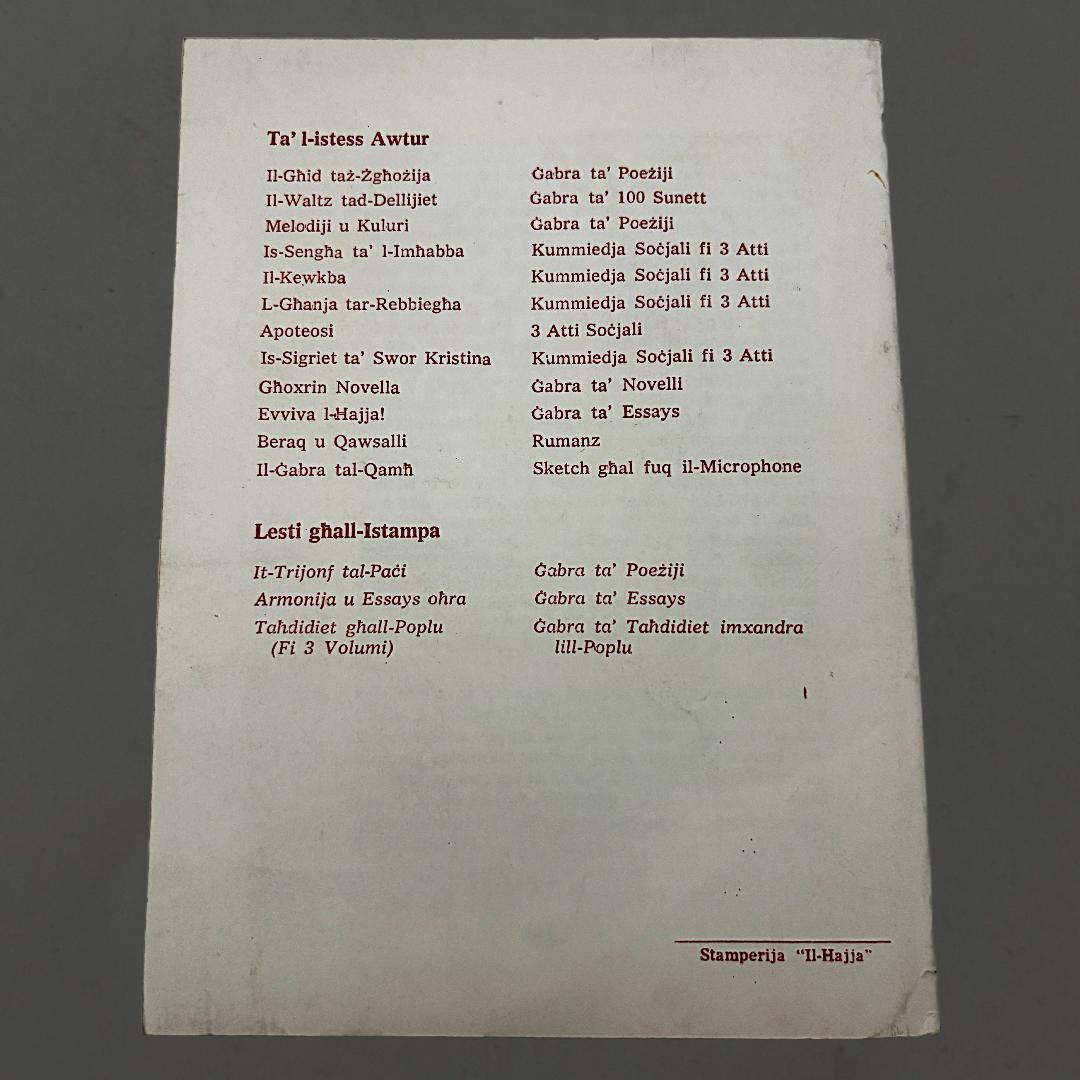 Ta' l-istess Awtur
Il-Għid taż-Żgħożija Ġabra ta' Poeżiji
Il-Waltz tad-Dellijiet Ġabra ta' 100 Sunett
Melodiji u Kuluri Ġabra ta' Poeżiji
Is-Sengħa ta' l-Imħabba Kummiedja Soċjali fi 3 Atti
Il-Kewkba Kummiedja Soċjali fi 3 Atti
L-Għanja tar-Rebbiegħa Kummiedja Soċjali fi 3 Atti
Apoteosi 3 Atti Soċjali
Is-Sigriet ta' Swor Kristina Kummiedja Soċjali fi 3 Atti
Għoxrin Novella Ġabra ta' Novelli
Evviva l-Ħajja! Ġabra ta' Essays
Beraq u Qawsalli Rumanz
Il-Ġabra tal-Qamħ Sketch għal fuq il-Microphone
Lesti għall-Istampa
It-Trijonf tal-Paċi Ġabra ta' Poeżiji
Armonija u Essays oħra Ġabra ta' Essays
Taħdidiet għall-Poplu Ġabra ta' Taħdidiet imxandra
(Fi 3 Volumi) lill-Poplu
Stamperija "Il-Hajja"